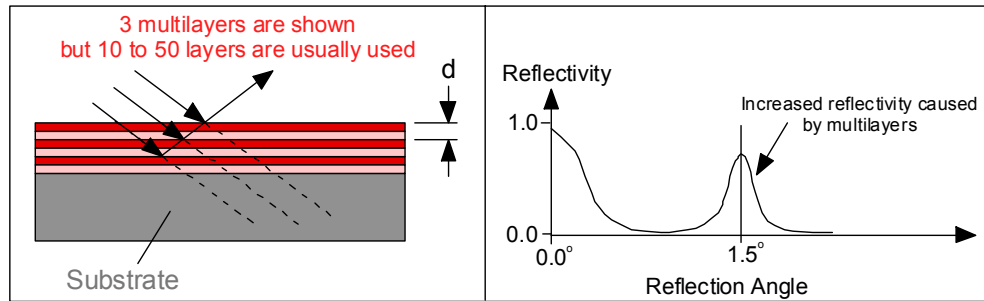 3 multilayers are shown
but 10 to 50 layers are usually used
d
Substrate
Reflectivity
Increased reflectivity caused
by multilayers
1.0
0.0
0.0°
1.5°
Reflection Angle